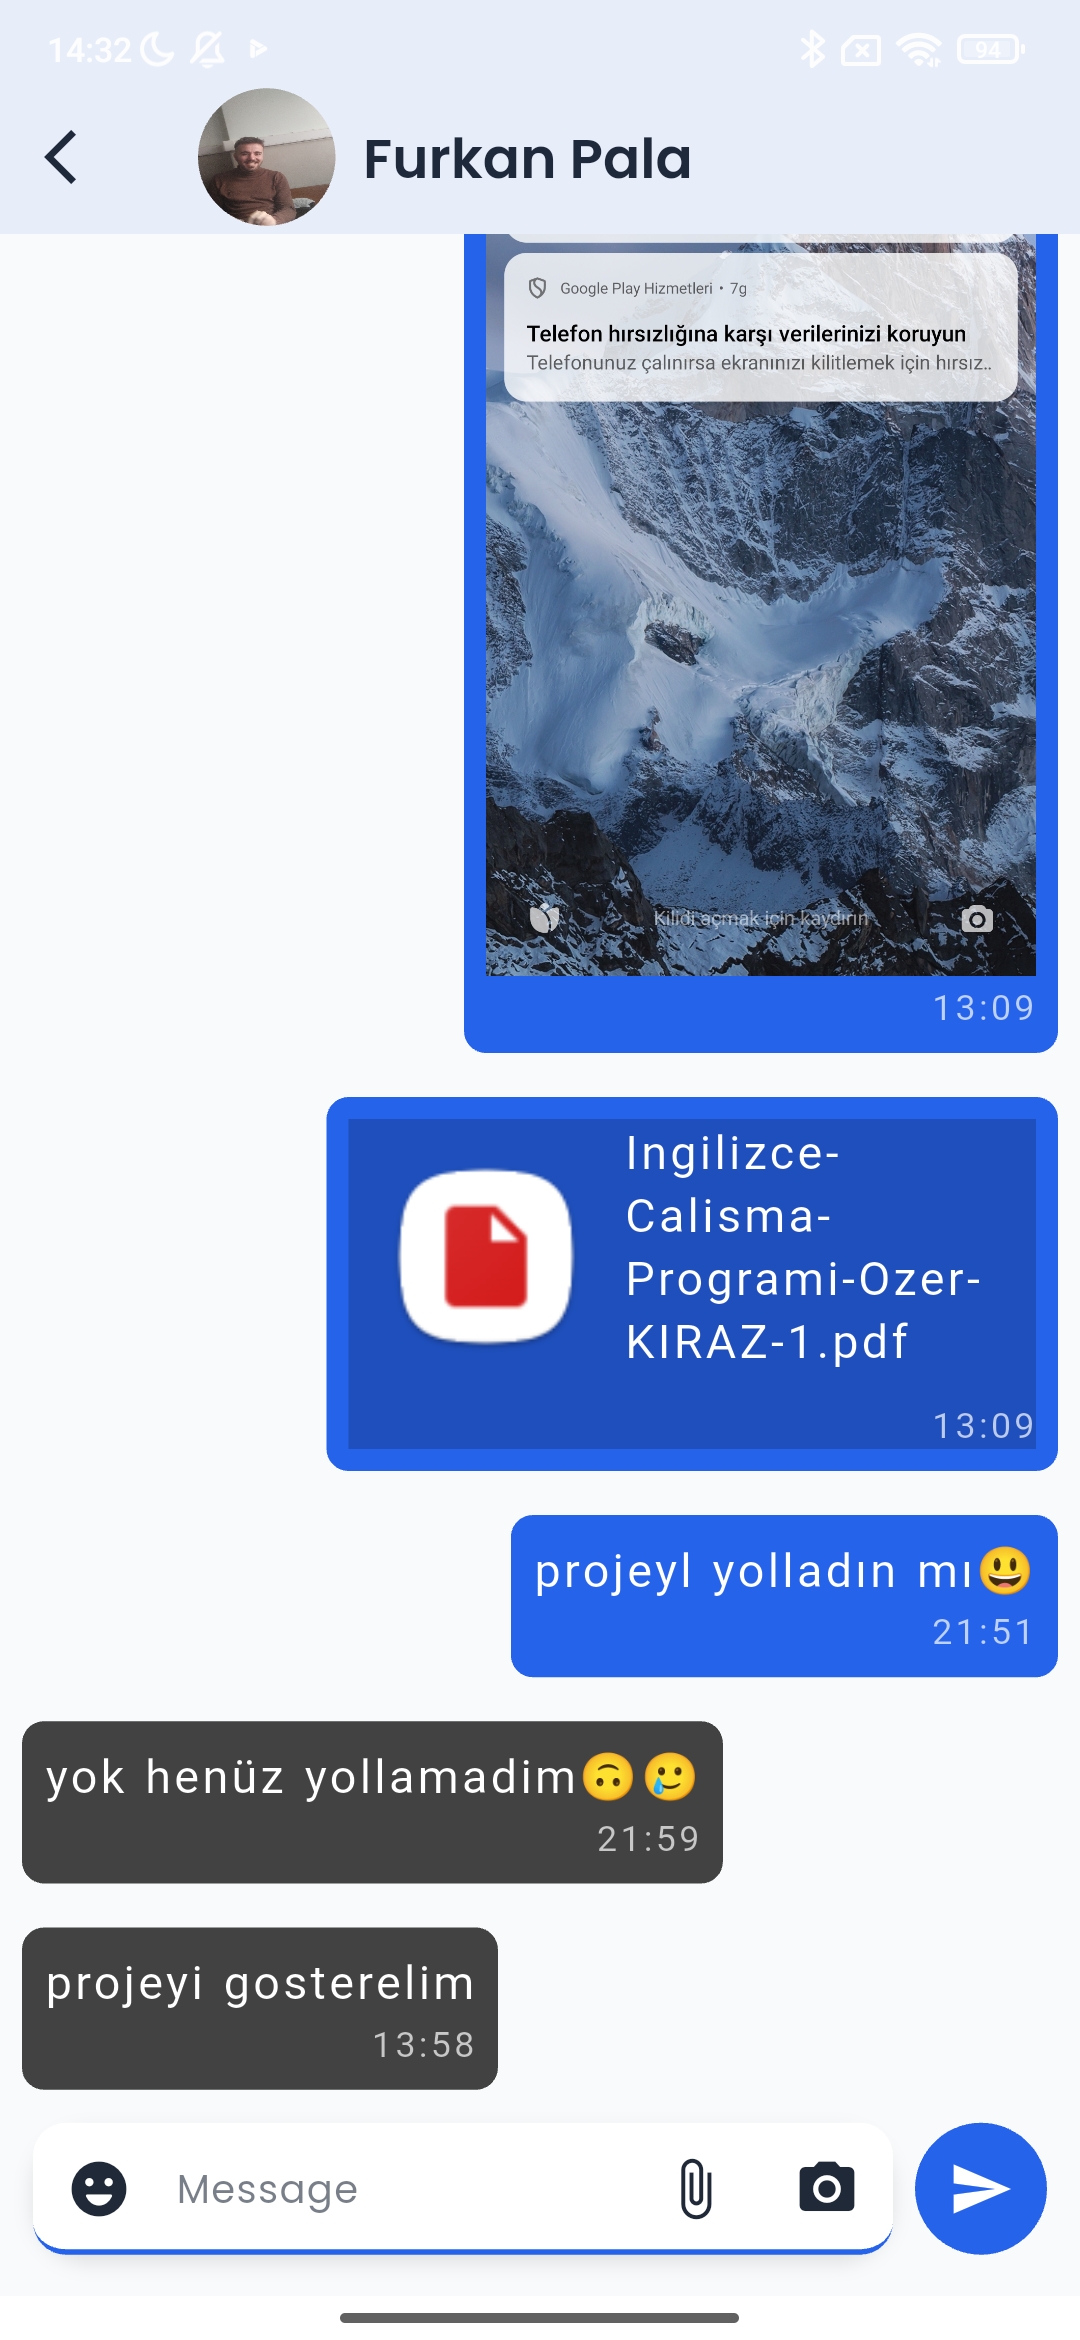 14:32
94
Furkan Pala
Google Play Hizmetleri • 7g
Telefon hırsızlığına karşı verilerinizi koruyun
Telefonunuz çalınırsa ekranınızı kilitlemek için hırsız..
Kilidi açmak için kaydırın
13:09
Ingilizce-
Calisma-
Programi-Ozer-
KIRAZ-1.pdf
13:09
projeyl yolladın mı😃
21:51
yok henüz yollamadim🙃🥲
21:59
projeyi gosterelim
13:58
Message